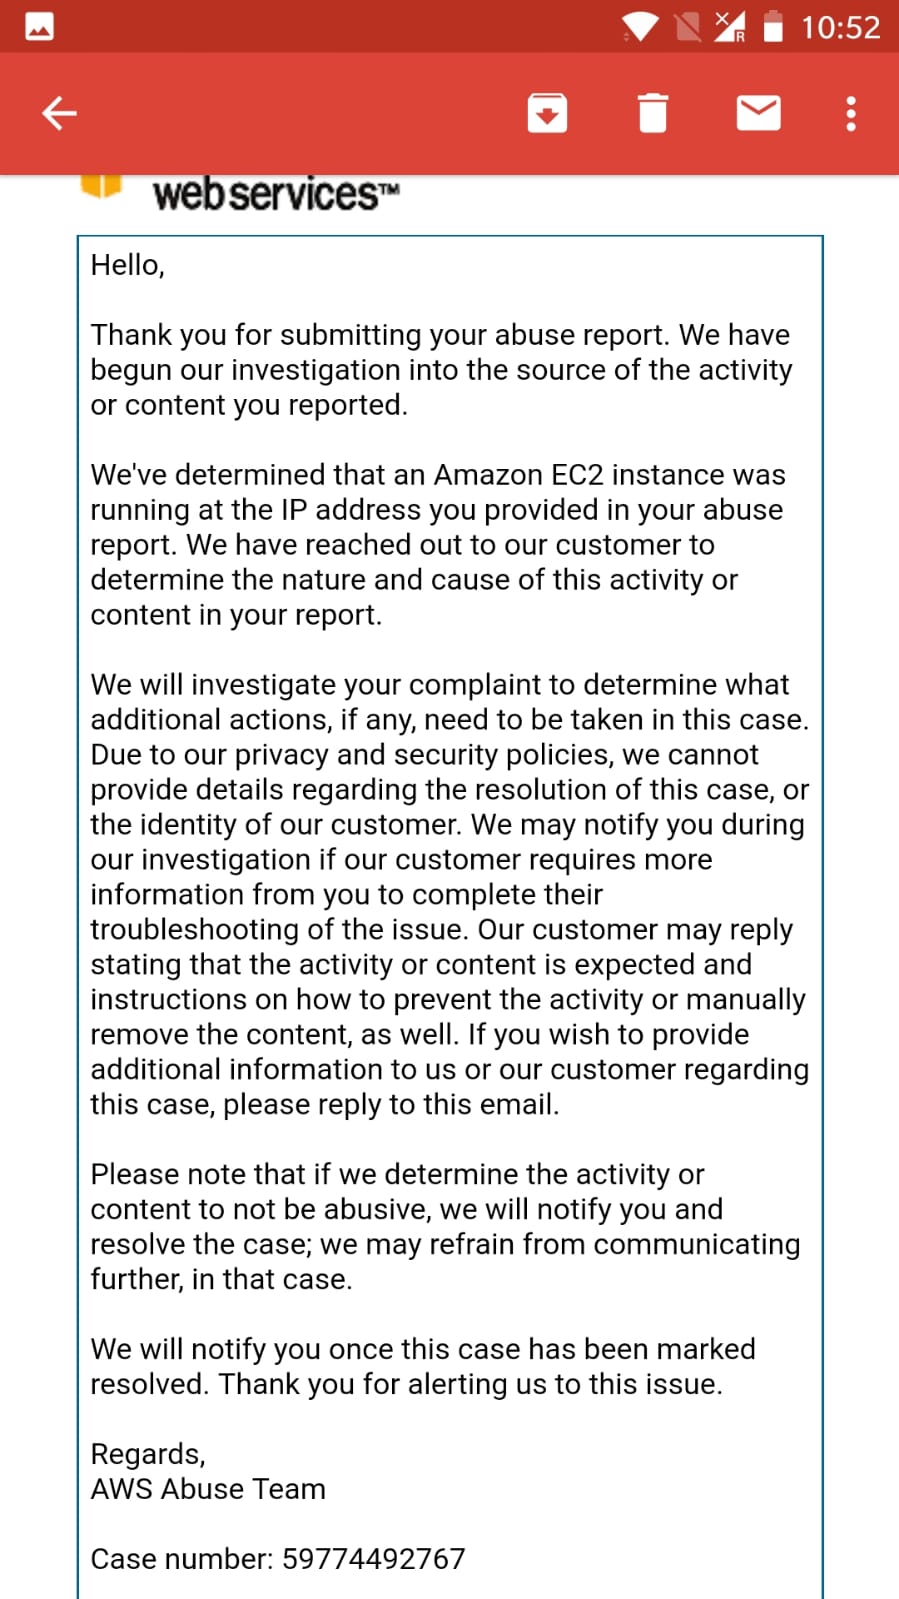 10:52
R
webservices™
Hello,
Thank you for submitting your abuse report. We have
begun our investigation into the source of the activity
or content you reported.
We've determined that an Amazon EC2 instance was
running at the IP address you provided in your abuse
report. We have reached out to our customer to
determine the nature and cause of this activity or
content in your report.
We will investigate your complaint to determine what
additional actions, if any, need to be taken in this case.
Due to our privacy and security policies, we cannot
provide details regarding the resolution of this case, or
the identity of our customer. We may notify you during
our investigation if our customer requires more
information from you to complete their
troubleshooting of the issue. Our customer may reply
stating that the activity or content is expected and
instructions on how to prevent the activity or manually
remove the content, as well. If you wish to provide
additional information to us or our customer regarding
this case, please reply to this email.
Please note that if we determine the activity or
content to not be abusive, we will notify you and
resolve the case; we may refrain from communicating
further, in that case.
We will notify you once this case has been marked
resolved. Thank you for alerting us to this issue.
Regards,
AWS Abuse Team
Case number: 59774492767